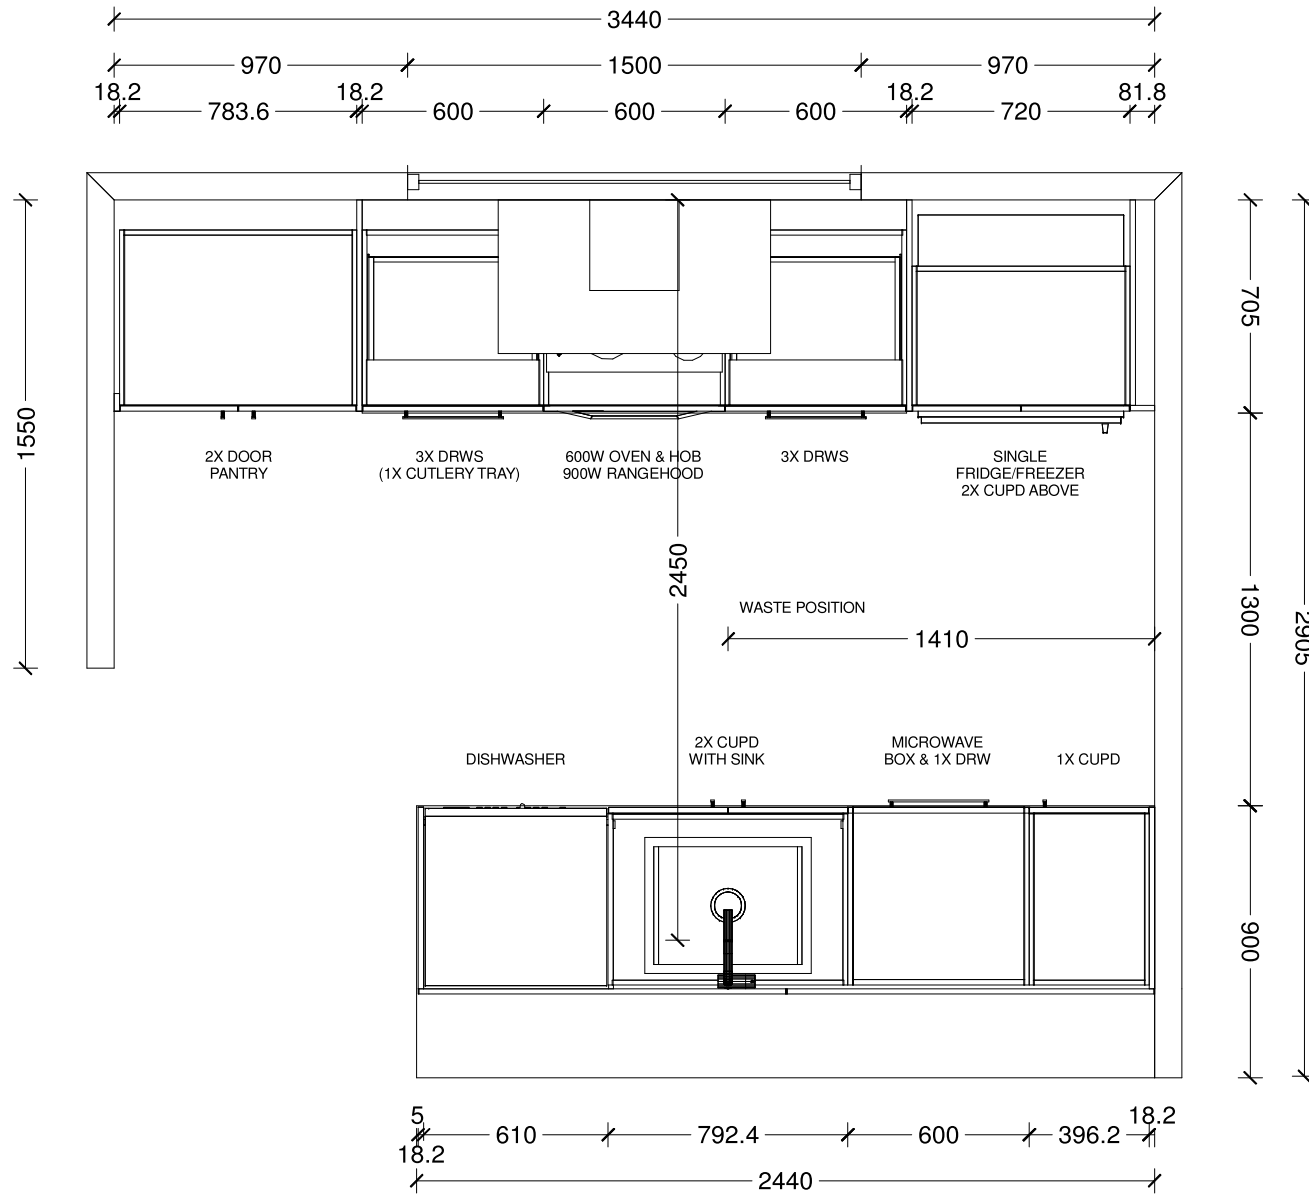 3440
970
1500
970
18.2
18.2
18.2
81.8
783.6
600
600
600
720
1550
705
2X DOOR
PANTRY
3X DRWS
(1X CUTLERY TRAY)
600W OVEN & HOB
900W RANGEHOOD
3X DRWS
SINGLE
FRIDGE/FREEZER
2X CUPD ABOVE
2450
1300
2905
WASTE POSITION
1410
DISHWASHER
2X CUPD
WITH SINK
MICROWAVE
BOX & 1X DRW
1X CUPD
900
5
18.2
610
792.4
600
396.2
18.2
2440